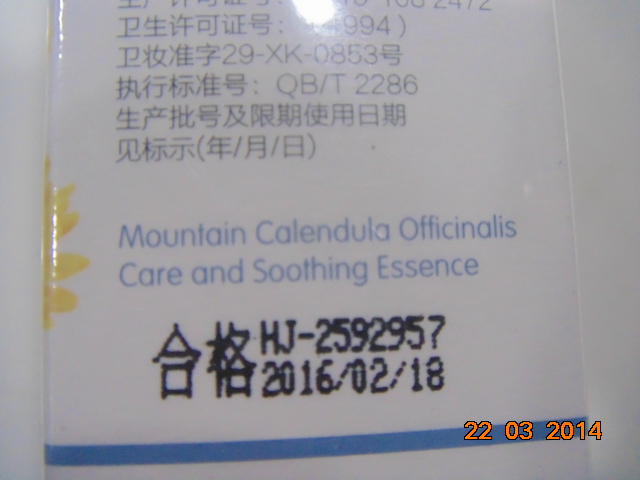 卫生许可证号:
994)
卫妆准字29-XK-0853号
执行标准号: QB/T 2286
生产批号及限期使用日期
见标示(年/月/日)
Mountain Calendula Officinalis
Care and Soothing Essence
合格 HJ-2592957
2016/02/18
22 03 2014